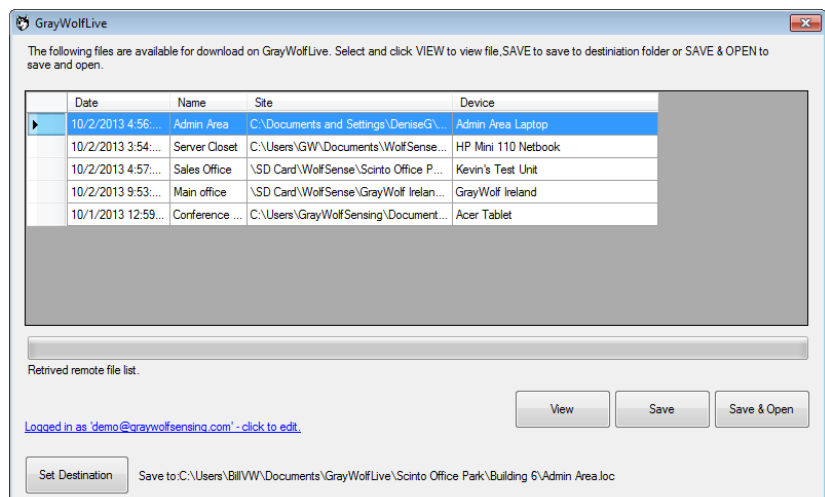 GrayWolfLive
The following files are available for download on GrayWolfLive. Select and click VIEW to view file,SAVE to save to destiniation folder or SAVE & OPEN to
save and open.
Date Name Site Device
10/2/2013 4:56:... Admin Area C:\Documents and Settings\DeniseG\... Admin Area Laptop
10/2/2013 3:54:... Server Closet C:\Users\GW\Documents\WolfSense... HP Mini 110 Netbook
10/2/2013 4:57:... Sales Office \SD Card\WolfSense\Scinto Office P... Kevin's Test Unit
10/2/2013 9:53:... Main office \SD Card\WolfSense\GrayWolf Irelan... GrayWolf Ireland
10/1/2013 12:59... Conference ... C:\Users\GrayWolfSensing\Document... Acer Tablet
Retrived remote file list.
View Save Save & Open
Logged in as 'demo@graywolfsensing.com' - click to edit.
Set Destination Save to:C:\Users\BillVW\Documents\GrayWolfLive\Scinto Office Park\Building 6\Admin Area.loc